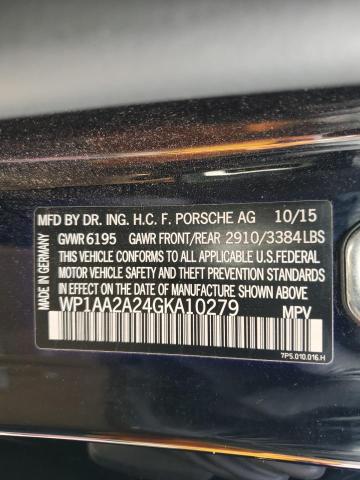 MADE IN GERMANY
MFD BY DR. ING. H.C. F. PORSCHE AG 10/15
GVWR 6195 GAWR FRONT/REAR 2910/3384LBS
THIS VEHICLE CONFORMS TO ALL APPLICABLE U.S.FEDERAL
MOTOR VEHICLE SAFETY AND THEFT PREVENTION STANDARDS
IN EFFECT ON THE DATE OF MANUFACTURE SHOWN ABOVE
WP1AA2A24GKA10279 MPV
7P5.010.016.H